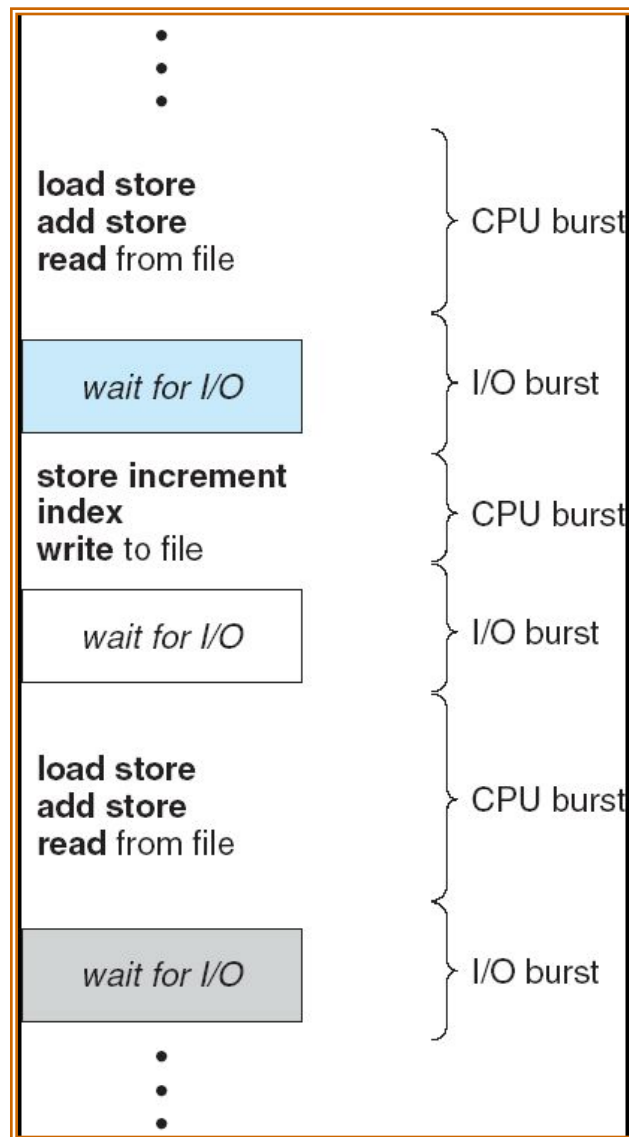 load store
add store
read from file
CPU burst
wait for I/O
I/O burst
store increment
index
write to file
CPU burst
wait for I/O
I/O burst
load store
add store
read from file
CPU burst
wait for I/O
I/O burst